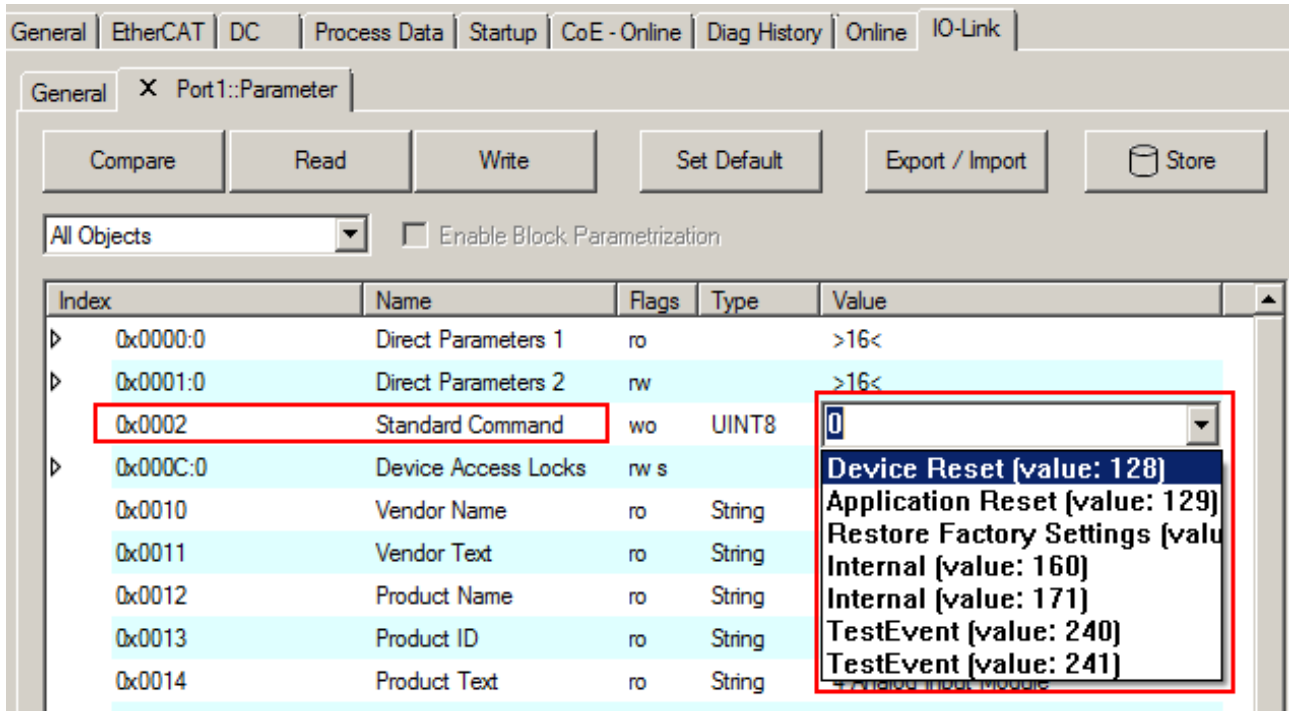 General EtherCAT DC Process Data Startup CoE - Online Diag History Online IO-Link
General X Port1::Parameter
Compare Read Write Set Default Export / Import Store
All Objects Enable Block Parametrization
Index Name Flags Type Value
0x0000:0 Direct Parameters 1 ro >16<
0x0001:0 Direct Parameters 2 rw >16<
0x0002 Standard Command wo UINT8 0
0x000C:0 Device Access Locks rw s Device Reset (value: 128)
Application Reset (value: 129)
0x0010 Vendor Name ro String Restore Factory Settings (valu
0x0011 Vendor Text ro String Internal (value: 160)
0x0012 Product Name ro String Internal (value: 171)
0x0013 Product ID ro String TestEvent (value: 240)
TestEvent (value: 241)
0x0014 Product Text ro String 4 Analog Input Module